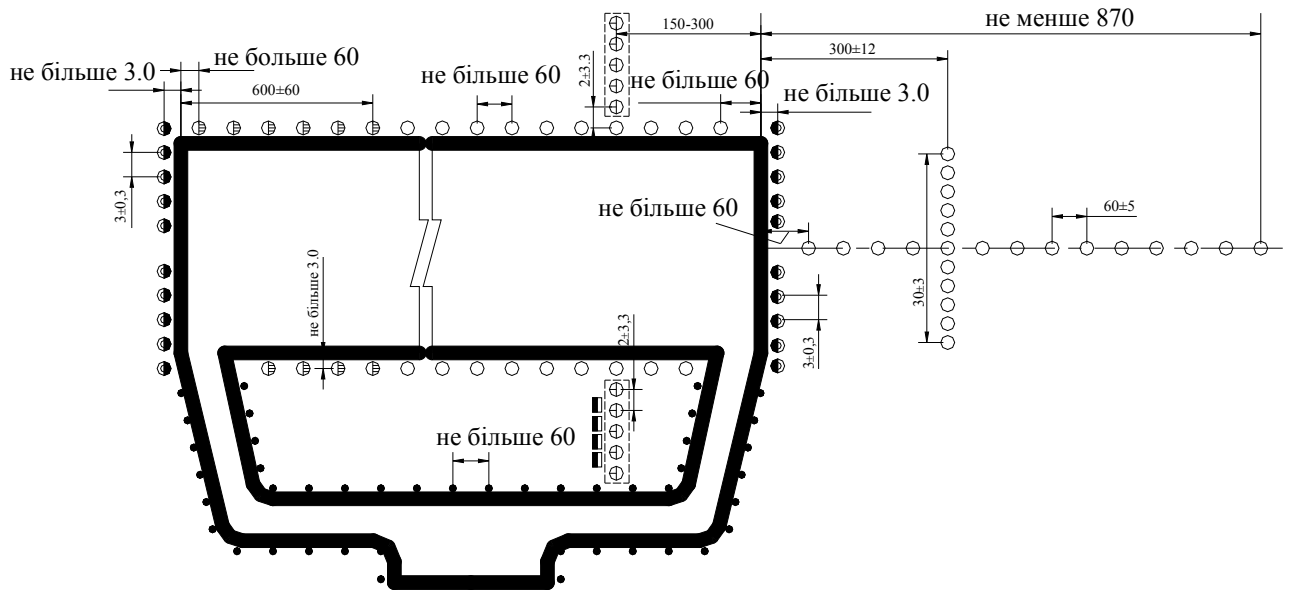 150-300
не менше 870
не больше 60
300±12
не більше 3.0
не більше 60
2±3.3
не більше 60
600±60
не більше 3.0
3±0,3
не більше 60
60±5
30±3
не більше 3.0
2±3,3
3±0,3
не більше 60